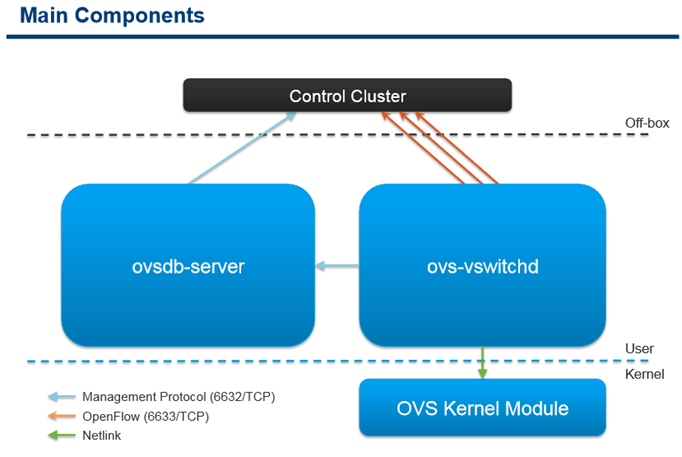 Main Components
Control Cluster
Off-box
ovsdb-server
ovs-vswitchd
User
Kernel
Management Protocol (6632/TCP)
OpenFlow (6633/TCP)
Netlink
OVS Kernel Module